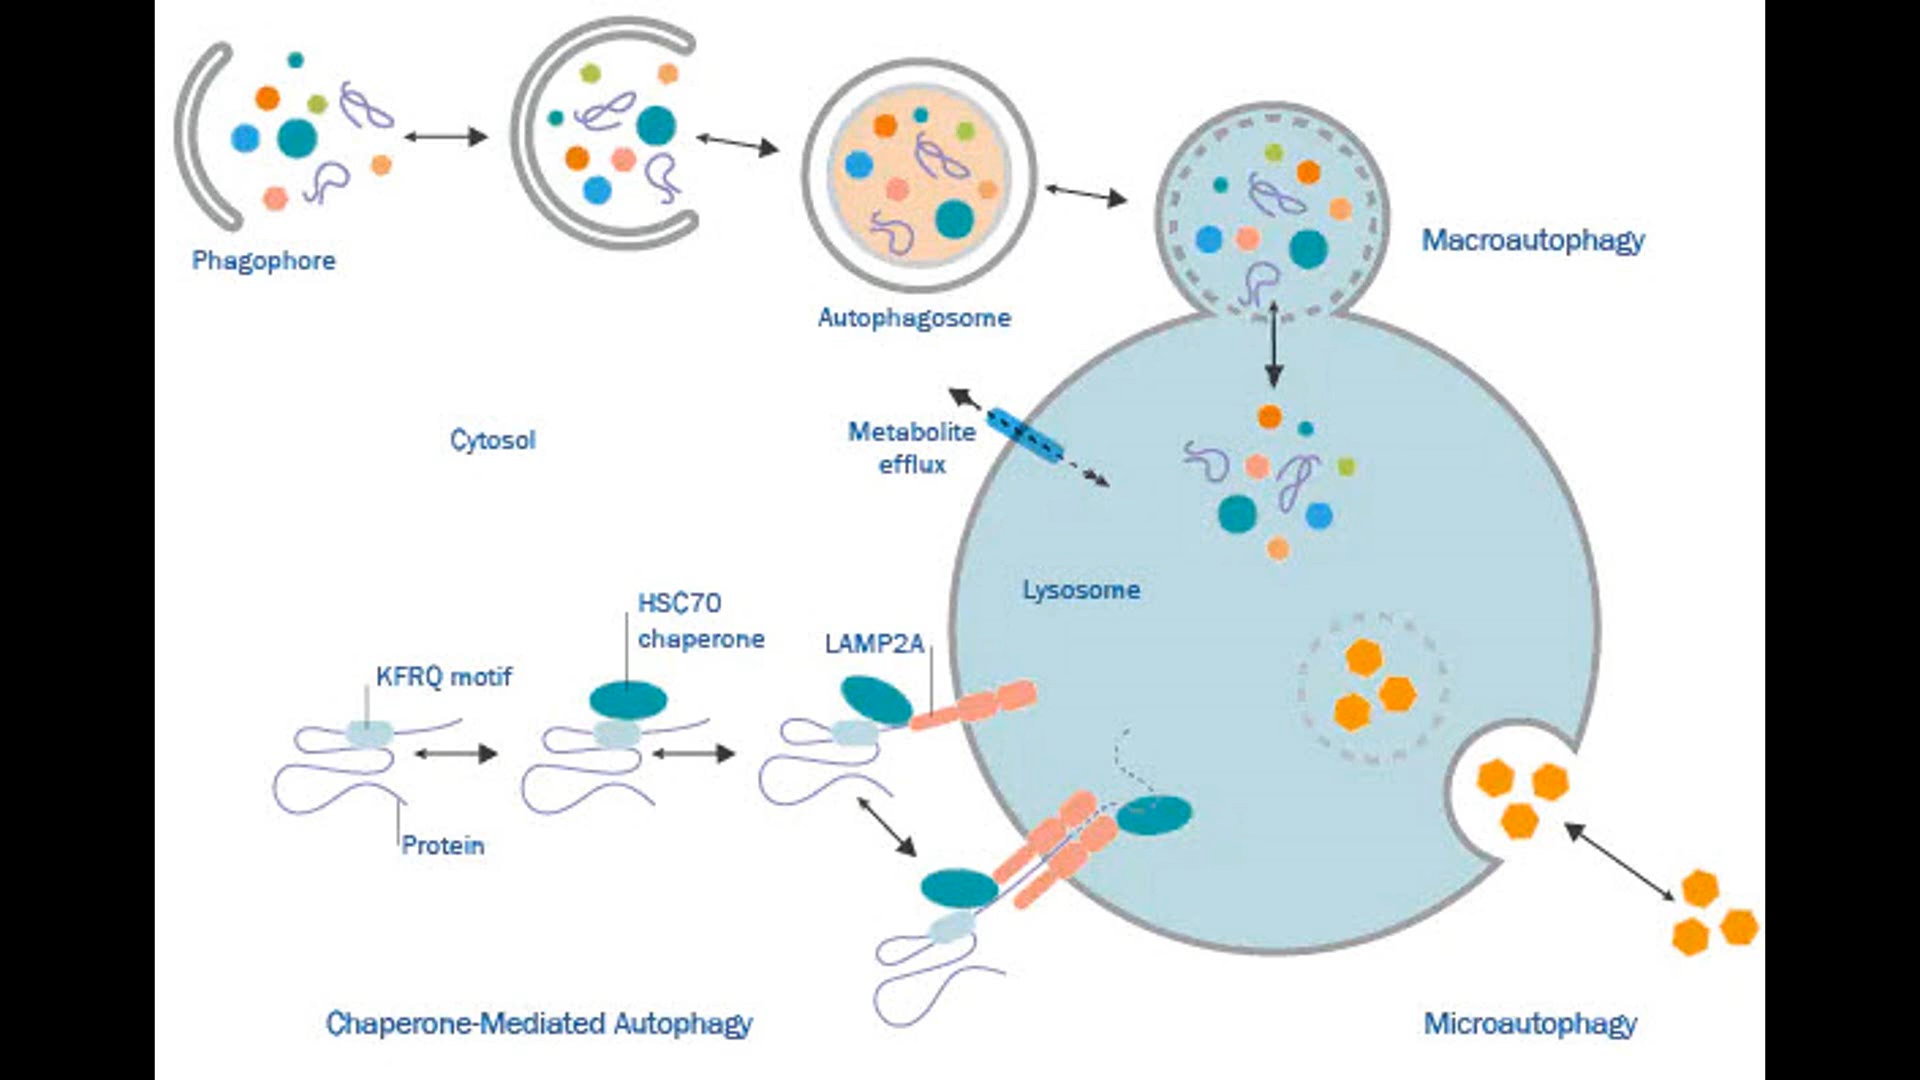 Phagophore
Autophagosome
Macroautophagy
Cytosol
Metabolite
efflux
Lysosome
HSC70
chaperone
LAMP2A
KFRQ motif
Protein
Chaperone-Mediated Autophagy
Microautophagy